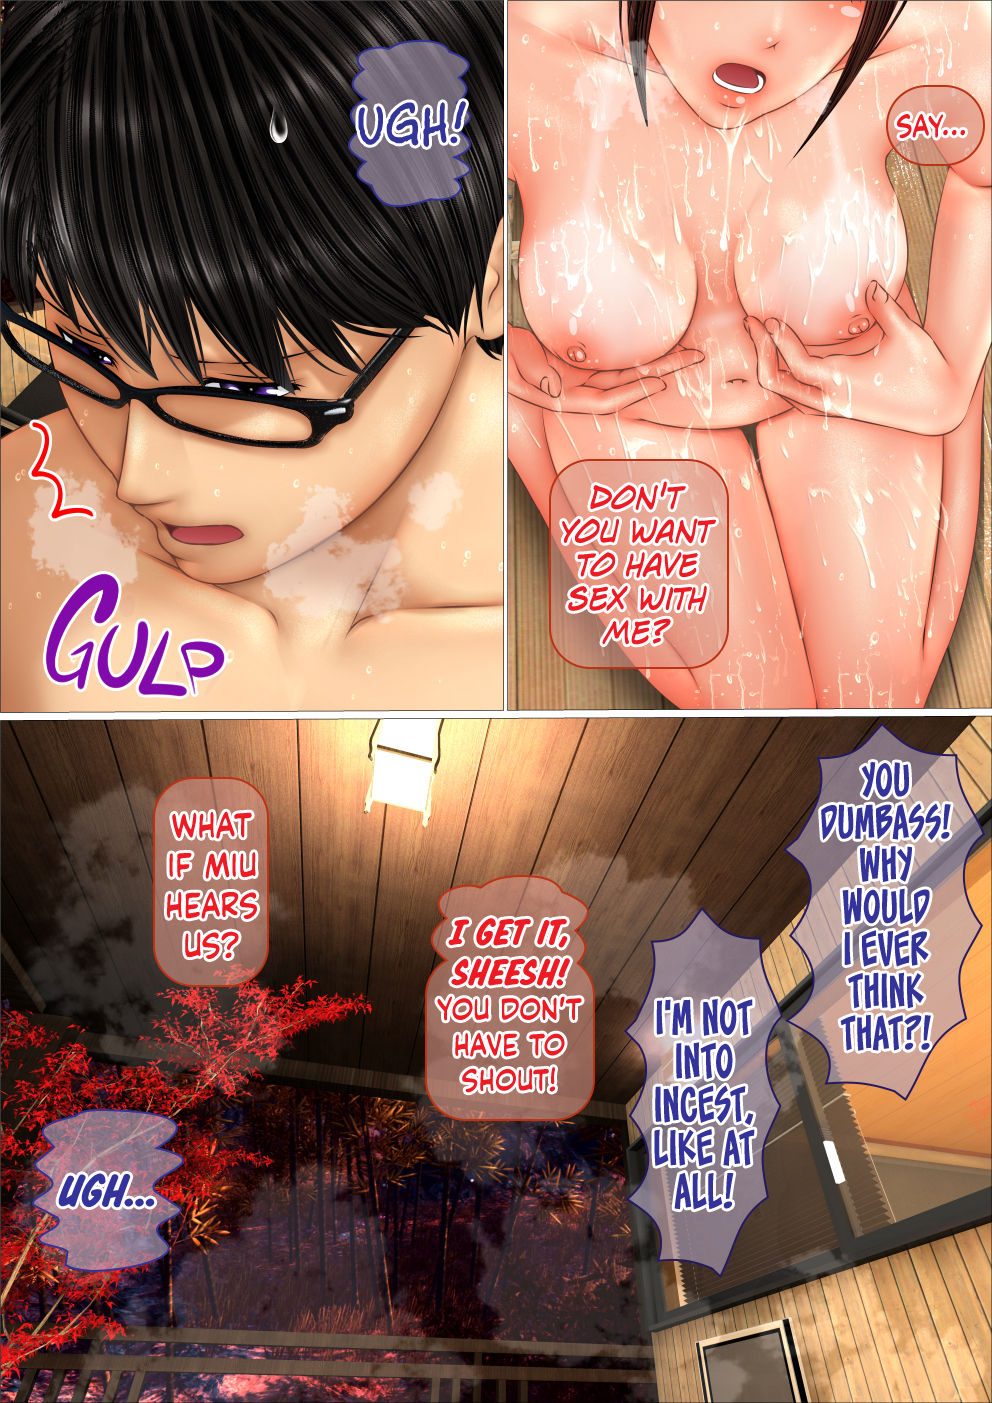 SAY...
DON'T
YOU WANT
TO HAVE
SEX WITH
ME?
UGH!
GULP
YOU
DUMBASS!
WHY
WOULD
I EVER
THINK
THAT?!
I'M NOT
INTO
INCEST,
LIKE AT
ALL!
I GET IT,
SHEESH!
YOU DON'T
HAVE TO
SHOUT!
WHAT
IF MIU
HEARS
US?
UGH...